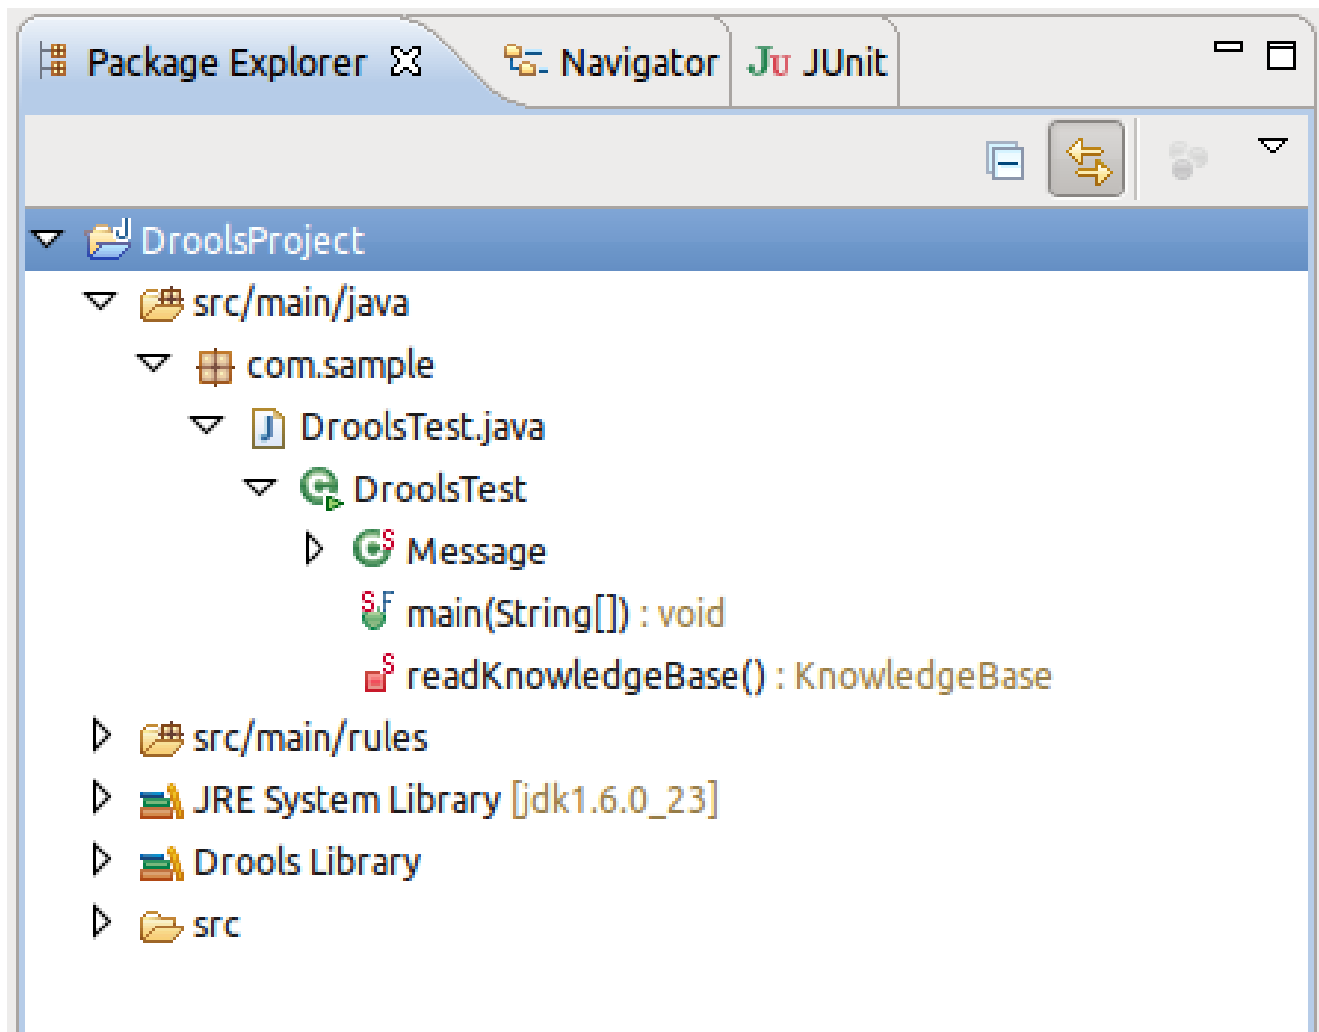 Package Explorer Navigator JU JUnit
DroolsProject
src/main/java
com.sample
DroolsTest.java
DroolsTest
Message
main(String[]) : void
readKnowledgeBase() : KnowledgeBase
src/main/rules
JRE System Library [jdk1.6.0_23]
Drools Library
src